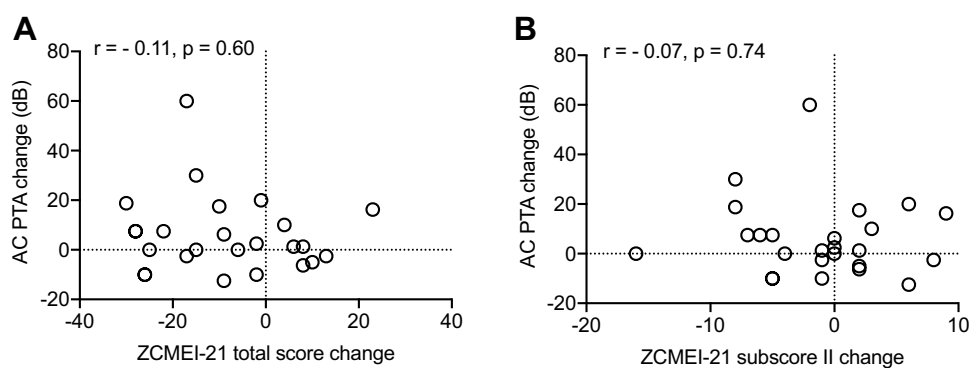 A
r = - 0.11, p = 0.60
80
60
40
20
0
-20
AC PTA change (dB)
-40
-20
0
20
40
ZCMEI-21 total score change
B
r = - 0.07, p = 0.74
80
60
40
20
0
-20
AC PTA change (dB)
-20
-10
0
10
ZCMEI-21 subscore II change